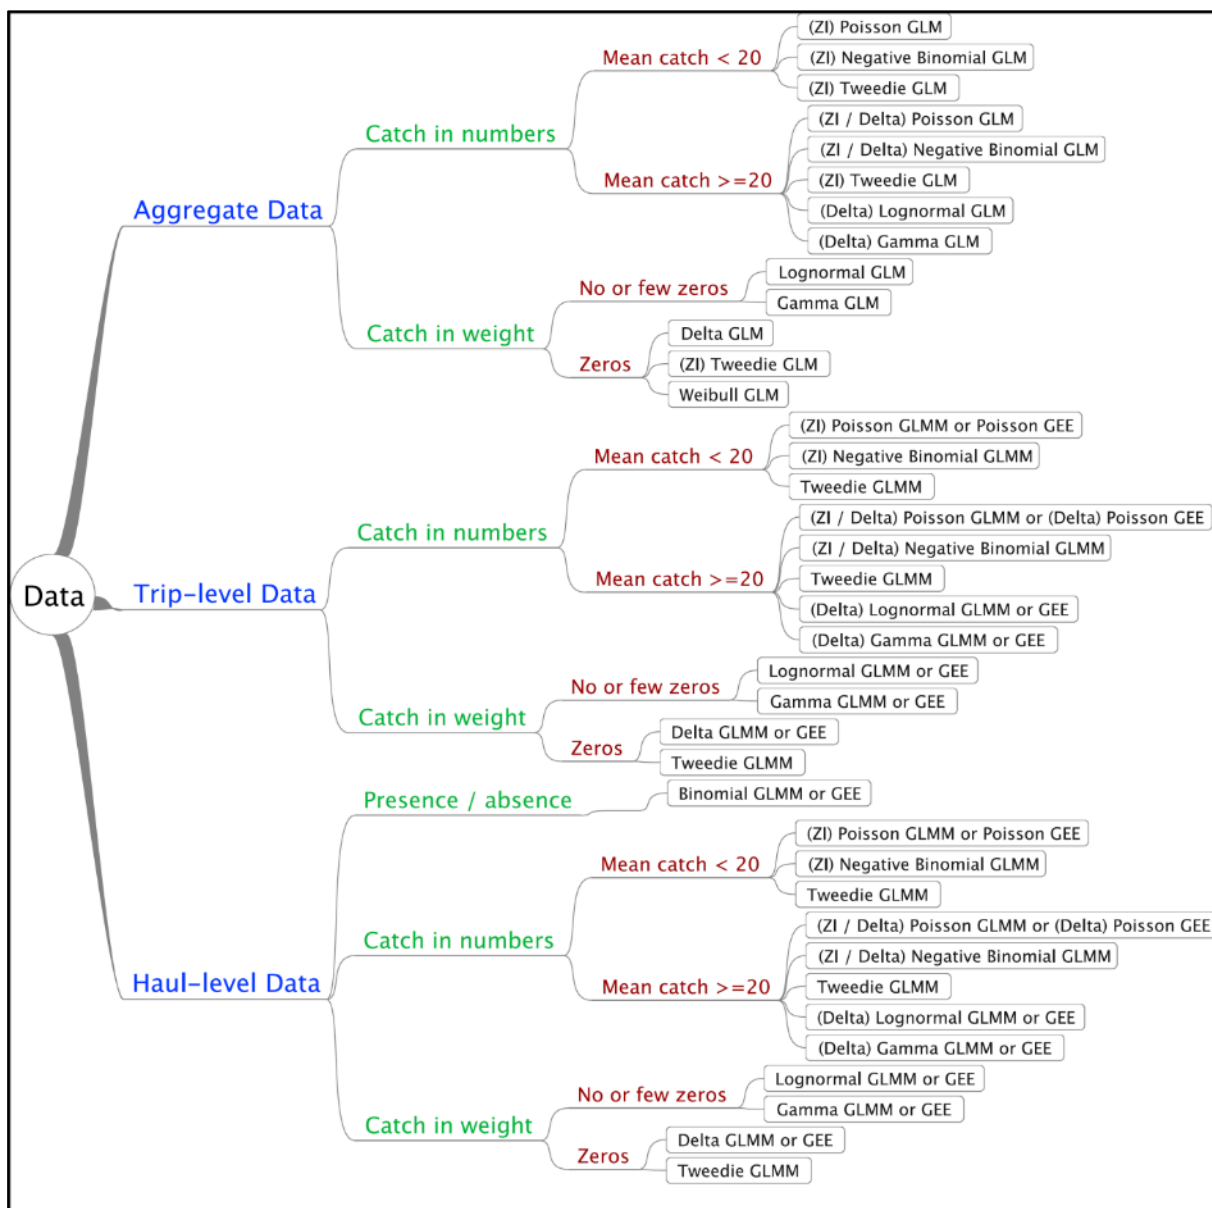 Data
Aggregate Data
Catch in numbers
Mean catch < 20
(ZI) Poisson GLM
(ZI) Negative Binomial GLM
(ZI) Tweedie GLM
Mean catch >=20
(ZI / Delta) Poisson GLM
(ZI / Delta) Negative Binomial GLM
(ZI) Tweedie GLM
(Delta) Lognormal GLM
(Delta) Gamma GLM
Catch in weight
No or few zeros
Lognormal GLM
Gamma GLM
Zeros
Delta GLM
(ZI) Tweedie GLM
Weibull GLM
Trip-level Data
Catch in numbers
Mean catch < 20
(ZI) Poisson GLMM or Poisson GEE
(ZI) Negative Binomial GLMM
Tweedie GLMM
Mean catch >=20
(ZI / Delta) Poisson GLMM or (Delta) Poisson GEE
(ZI / Delta) Negative Binomial GLMM
Tweedie GLMM
(Delta) Lognormal GLMM or GEE
(Delta) Gamma GLMM or GEE
Catch in weight
No or few zeros
Lognormal GLMM or GEE
Gamma GLMM or GEE
Zeros
Delta GLMM or GEE
Tweedie GLMM
Haul-level Data
Presence / absence
Binomial GLMM or GEE
Catch in numbers
Mean catch < 20
(ZI) Poisson GLMM or Poisson GEE
(ZI) Negative Binomial GLMM
Tweedie GLMM
Mean catch >=20
(ZI / Delta) Poisson GLMM or (Delta) Poisson GEE
(ZI / Delta) Negative Binomial GLMM
Tweedie GLMM
(Delta) Lognormal GLMM or GEE
(Delta) Gamma GLMM or GEE
Catch in weight
No or few zeros
Lognormal GLMM or GEE
Gamma GLMM or GEE
Zeros
Delta GLMM or GEE
Tweedie GLMM